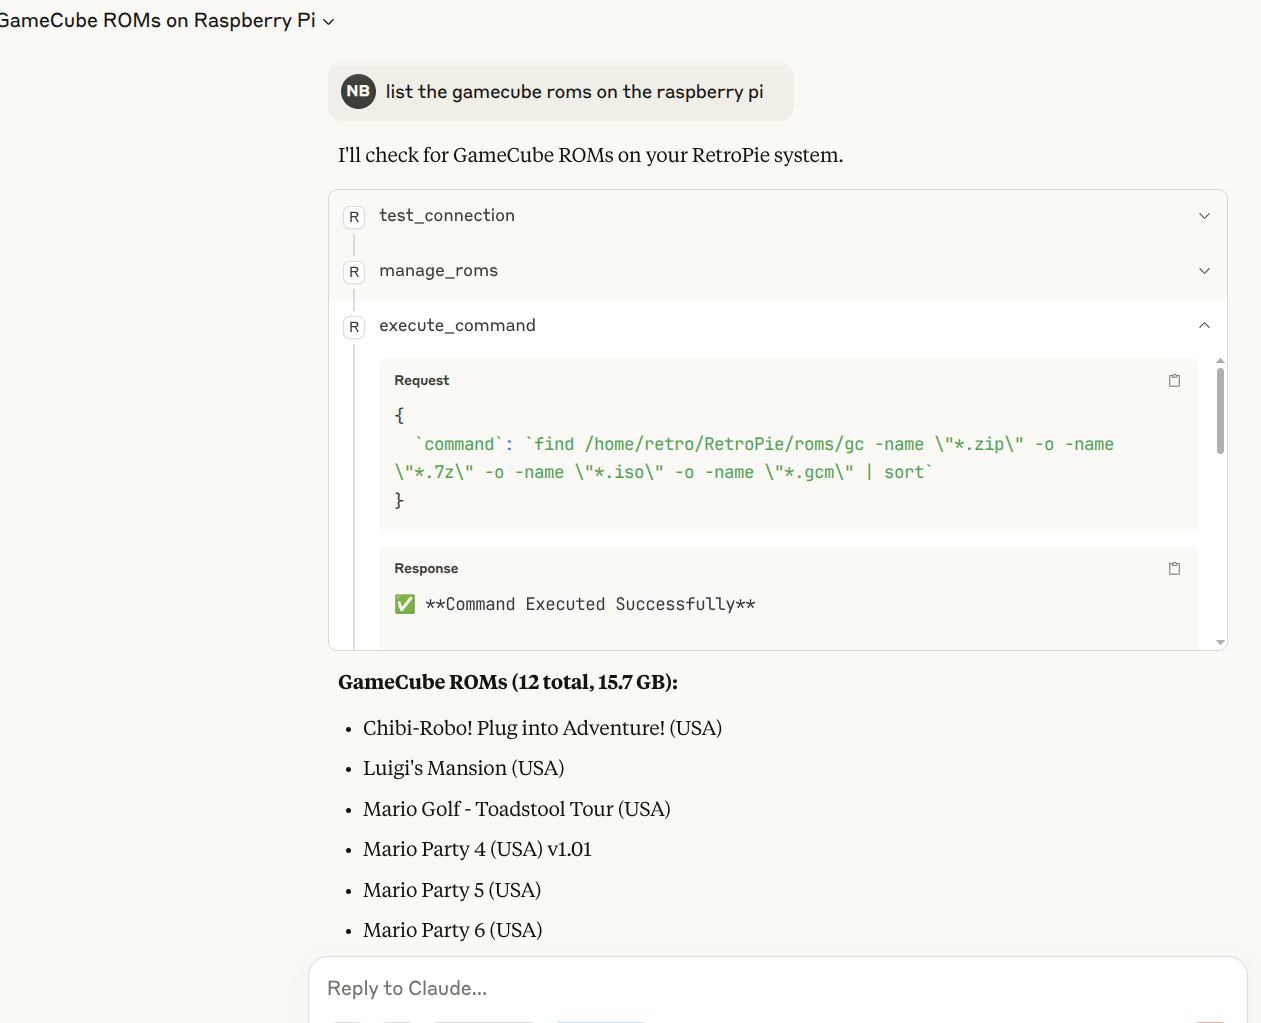 GameCube ROMs on Raspberry Pi
NB list the gamecube roms on the raspberry pi
I'll check for GameCube ROMs on your RetroPie system.
R test_connection
R manage_roms
R execute_command
Request
{
`command`: `find /home/retro/RetroPie/roms/gc -name \"*.zip\" -o -name
\"*.7z\" -o -name \"*.iso\" -o -name \"*.gcm\" | sort`
}
Response
✅ **Command Executed Successfully**
GameCube ROMs (12 total, 15.7 GB):
• Chibi-Robo! Plug into Adventure! (USA)
• Luigi's Mansion (USA)
• Mario Golf - Toadstool Tour (USA)
• Mario Party 4 (USA) v1.01
• Mario Party 5 (USA)
• Mario Party 6 (USA)
Reply to Claude...